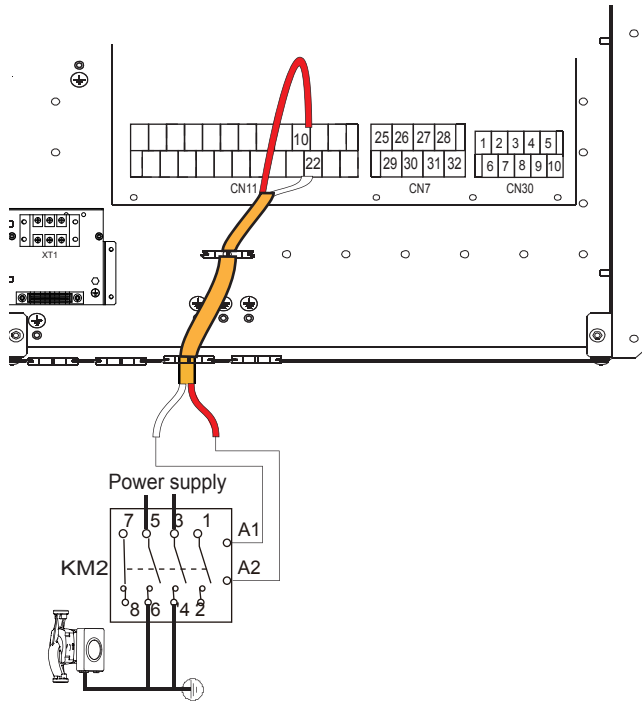 10
22
CN11
25 26 27 28
29 30 31 32
CN7
1 2 3 4 5
6 7 8 9 10
CN30
XT1
Power supply
7 5 3 1
A1
KM2
A2
8 6 4 2